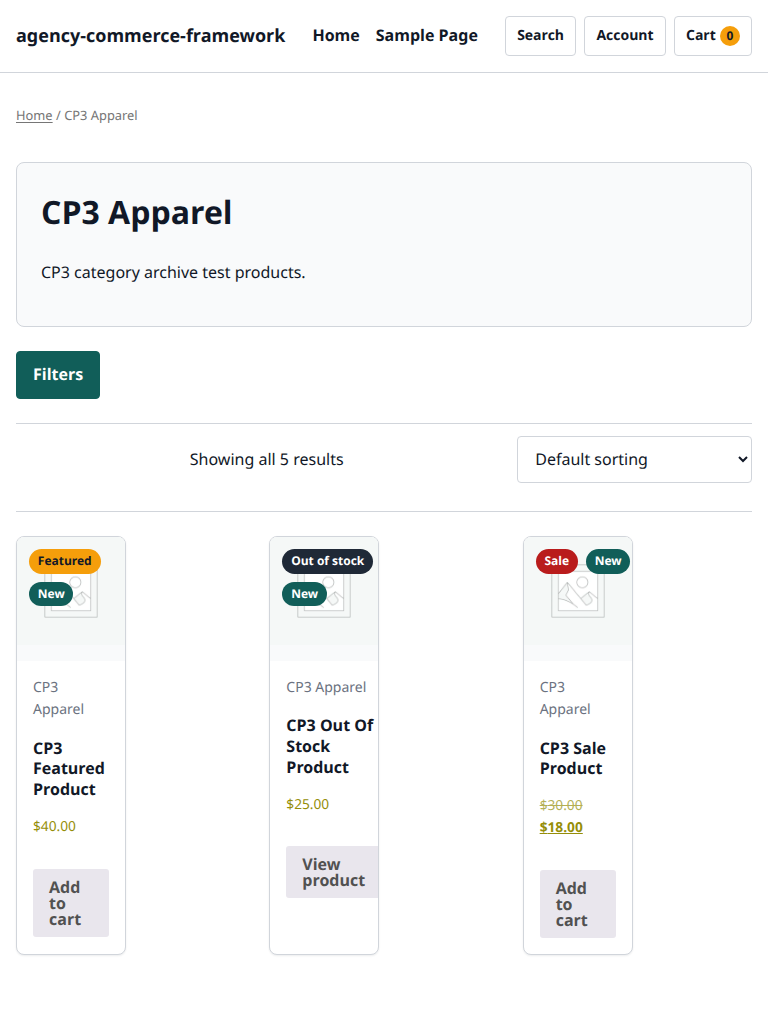 agency-commerce-framework Home Sample Page Search Account Cart 0
Home / CP3 Apparel
CP3 Apparel
CP3 category archive test products.
Filters
Showing all 5 results Default sorting
Featured
New
CP3
Apparel
CP3
Featured
Product
$40.00
Add
to
cart
Out of stock
New
CP3 Apparel
CP3 Out Of
Stock
Product
$25.00
View
product
Sale New
CP3
Apparel
CP3 Sale
Product
$30.00
$18.00
Add
to
cart